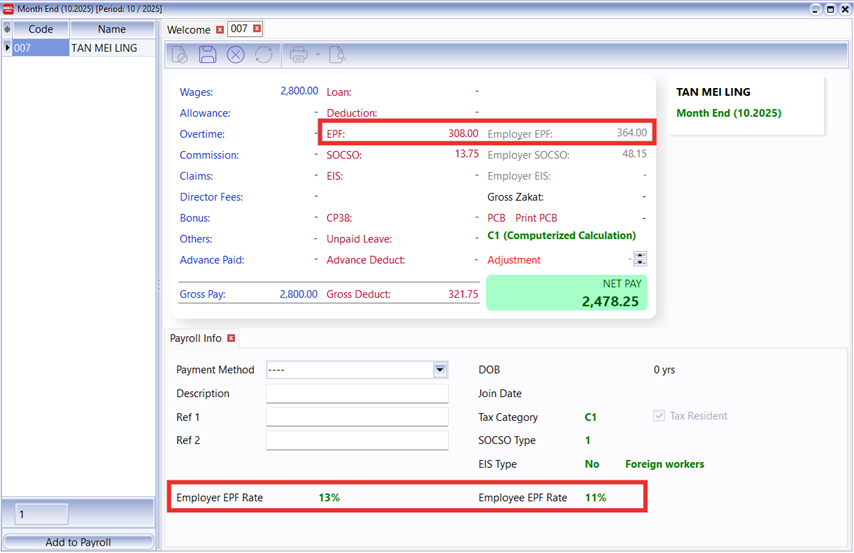 Month End (10.2025) [Period: 10 / 2025]
Code Name
007 TAN MEI LING
Welcome 007
Wages: 2,800.00 Loan: -
Allowance: - Deduction: -
Overtime: - EPF: 308.00 Employer EPF: 364.00
Commission: - SOCSO: 13.75 Employer SOCSO: 48.15
Claims: - EIS: - Employer EIS: -
Director Fees: - Gross Zakat: -
Bonus: - CP38: - PCB Print PCB -
Others: - Unpaid Leave: - C1 (Computerized Calculation)
Advance Paid: - Advance Deduct: - Adjustment -
Gross Pay: 2,800.00 Gross Deduct: 321.75
NET PAY
2,478.25
TAN MEI LING
Month End (10.2025)
Payroll Info
Payment Method ---- DOB 0 yrs
Description Join Date
Ref 1 Tax Category C1 Tax Resident
Ref 2 SOCSO Type 1
EIS Type No Foreign workers
Employer EPF Rate 13% Employee EPF Rate 11%
1
Add to Payroll